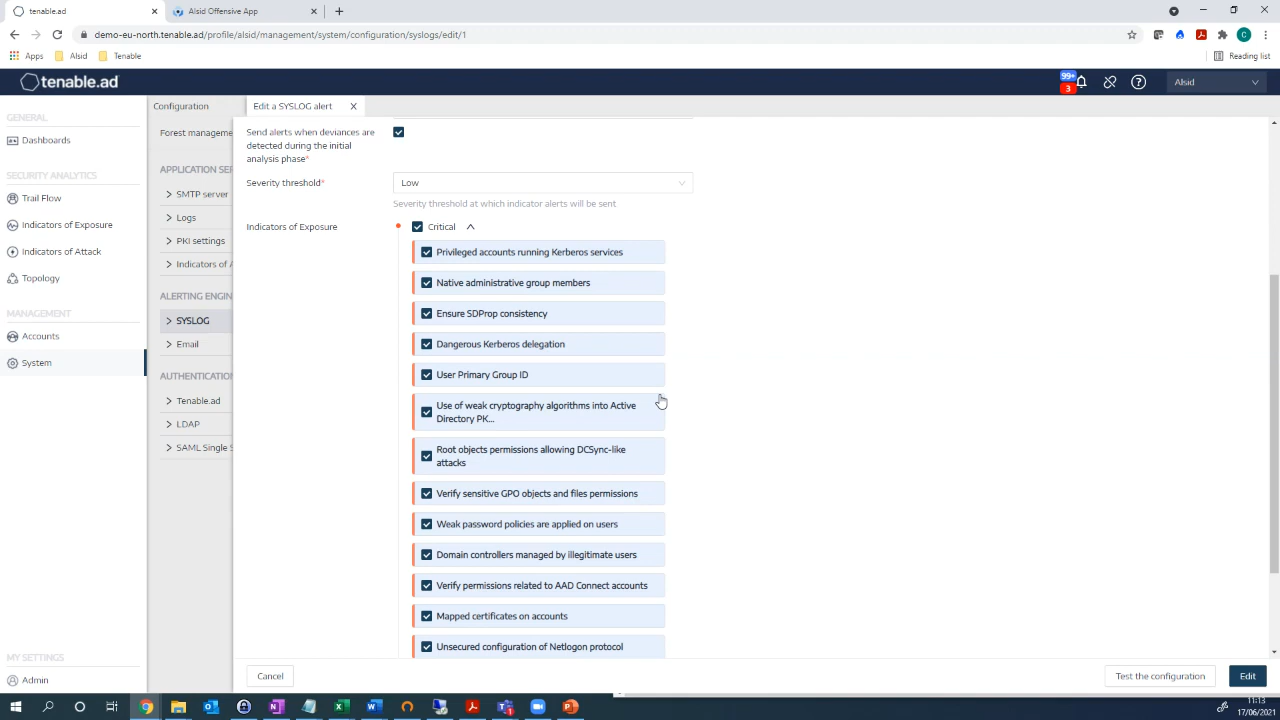 tenable.ad
Alsid Offensive App
demo-eu-north.tenable.ad/profile/alsid/management/system/configuration/syslogs/edit/1
Apps
Alsid
Tenable
Reading list
tenable.ad
99+
3
Alsid
GENERAL
Dashboards
SECURITY ANALYTICS
Trail Flow
Indicators of Exposure
Indicators of Attack
Topology
MANAGEMENT
Accounts
System
MY SETTINGS
Admin
Configuration
Forest manageme
APPLICATION SER
SMTP server
Logs
PKI settings
Indicators of A
ALERTING ENGIN
SYSLOG
Email
AUTHENTICATION
Tenable.ad
LDAP
SAML Single S
Edit a SYSLOG alert
Send alerts when deviances are
detected during the initial
analysis phase*
Severity threshold*
Low
Severity threshold at which indicator alerts will be sent
Indicators of Exposure
Critical
Privileged accounts running Kerberos services
Native administrative group members
Ensure SDProp consistency
Dangerous Kerberos delegation
User Primary Group ID
Use of weak cryptography algorithms into Active
Directory PK...
Root objects permissions allowing DCSync-like
attacks
Verify sensitive GPO objects and files permissions
Weak password policies are applied on users
Domain controllers managed by illegitimate users
Verify permissions related to AAD Connect accounts
Mapped certificates on accounts
Unsecured configuration of Netlogon protocol
Cancel
Test the configuration
Edit
11:13
17/06/2021